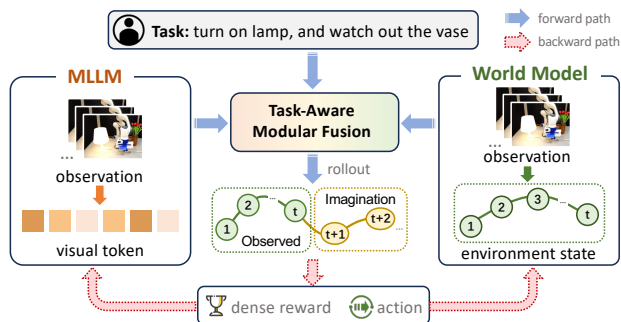 Task: turn on lamp, and watch out the vase
forward path
backward path
MLLM
...
observation
visual token
Task-Aware
Modular Fusion
rollout
1
2
...
t
Observed
Imagination
t+1
t+2
...
World Model
...
observation
1
2
3
...
t
environment state
dense reward
action